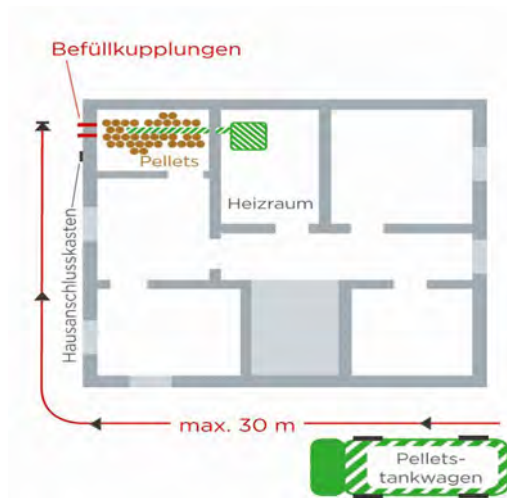 Befüllkupplungen
Pellets
Heizraum
Hausanschlusskasten
max. 30 m
Pellets-
tankwagen